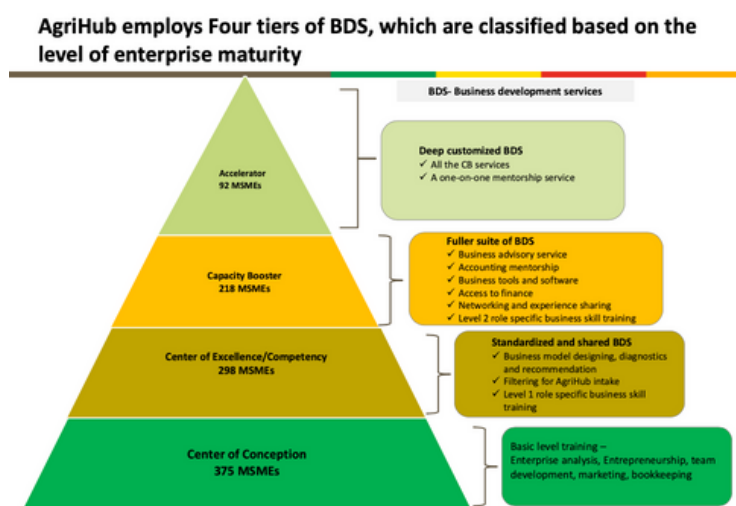 AgriHub employs Four tiers of BDS, which are classified based on the
level of enterprise maturity
BDS- Business development services
Accelerator
92 MSMEs
Deep customized BDS
✓ All the CB services
✓ A one-on-one mentorship service
Capacity Booster
218 MSMEs
Fuller suite of BDS
✓ Business advisory service
✓ Accounting mentorship
✓ Business tools and software
✓ Access to finance
✓ Networking and experience sharing
✓ Level 2 role specific business skill training
Center of Excellence/Competency
298 MSMEs
Standardized and shared BDS
✓ Business model designing, diagnostics
and recommendation
✓ Filtering for AgriHub intake
✓ Level 1 role specific business skill
training
Center of Conception
375 MSMEs
Basic level training –
Enterprise analysis, Entrepreneurship, team
development, marketing, bookkeeping